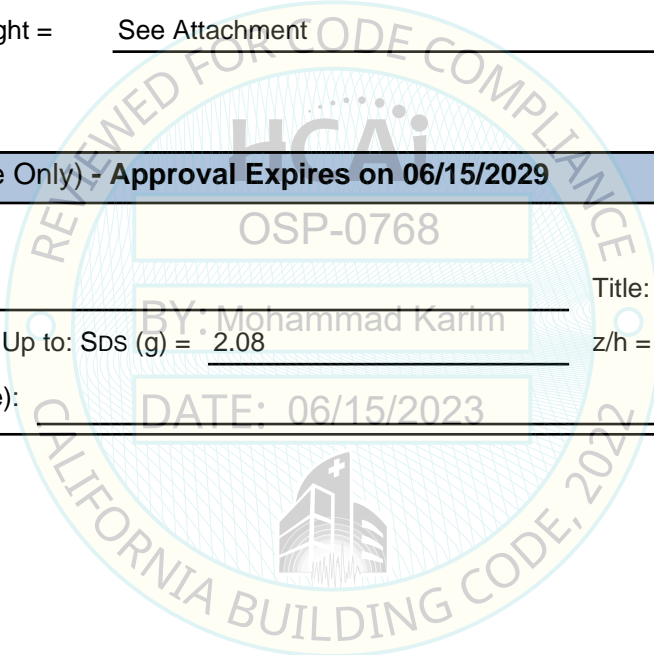 ght = See Attachment
REVIEWED FOR CODE COMPLIANCE
HCAi
e Only) - Approval Expires on 06/15/2029
OSP-0768
Title:
BY: Mohammad Karim
Up to: SDS (g) = 2.08 z/h =
e):
DATE: 06/15/2023
CALIFORNIA BUILDING CODE, 2022